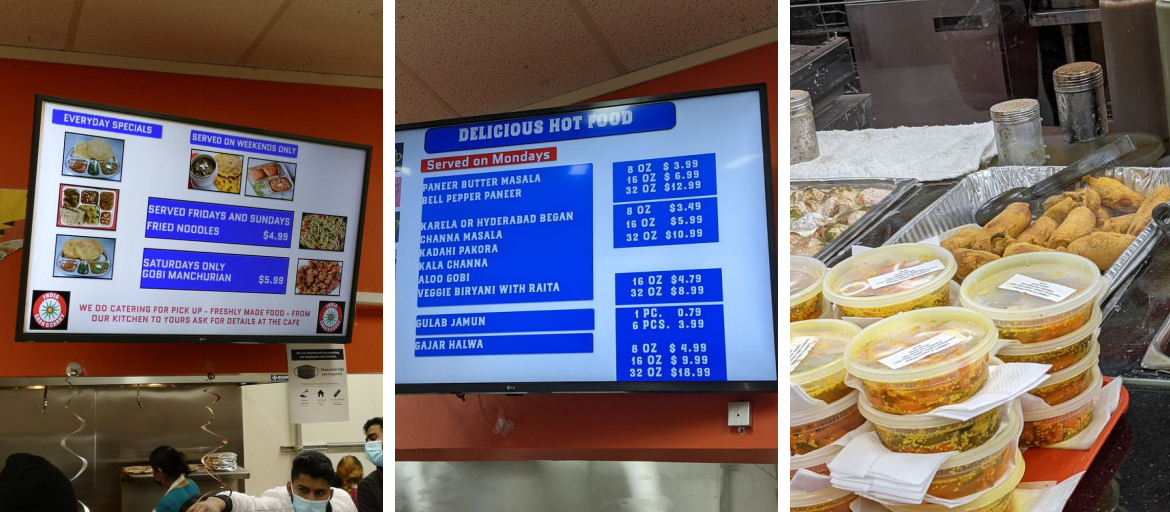 EVERYDAY SPECIALS
SERVED ON WEEKENDS ONLY
SERVED FRIDAYS AND SUNDAYS
FRIED NOODLES $4.99
SATURDAYS ONLY
GOBI MANCHURIAN $5.99
INDIA
WE DO CATERING FOR PICK UP - FRESHLY MADE FOOD - FROM
OUR KITCHEN TO YOURS ASK FOR DETAILS AT THE CAFE
INDIA
LG
DELICIOUS HOT FOOD
Served on Mondays
PANEER BUTTER MASALA
BELL PEPPER PANEER
8 OZ $ 3.99
16 OZ $ 6.99
32 OZ $12.99
KARELA OR HYDERABAD BEGAN
CHANNA MASALA
KADAHI PAKORA
KALA CHANNA
ALOO GOBI
VEGGIE BIRYANI WITH RAITA
8 OZ $3.49
16 OZ $5.99
32 OZ $10.99
16 OZ $4.79
32 OZ $8.99
GULAB JAMUN
1 PC. 0.79
6 PCS. 3.99
GAJAR HALWA
8 OZ $ 4.99
16 OZ $ 9.99
32 OZ $18.99
LG